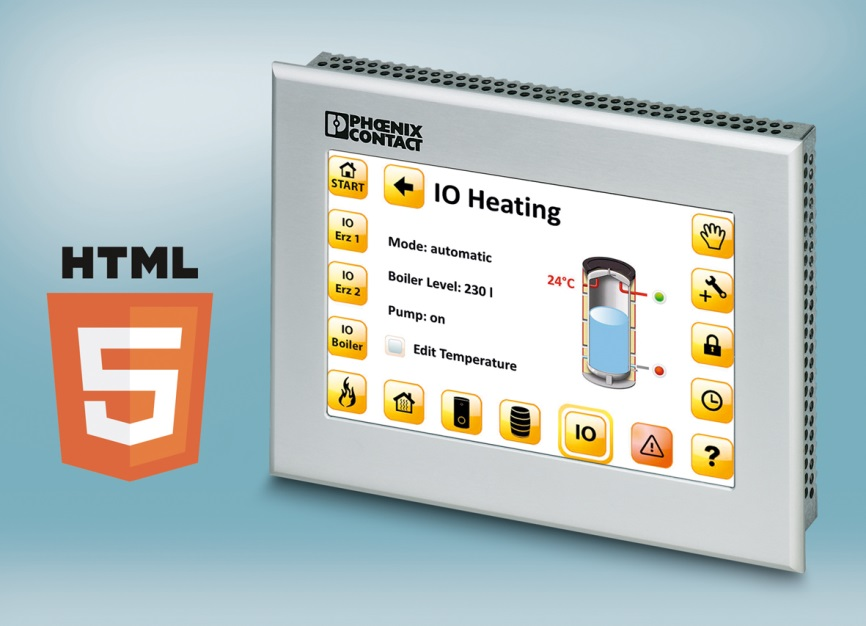 HTML
5
PHŒNIX
CONTACT
START
IO Heating
IO
Erz 1
Mode: automatic
IO
Erz 2
Boiler Level: 230 l
24°C
IO
Boiler
Pump: on
Edit Temperature
IO
?